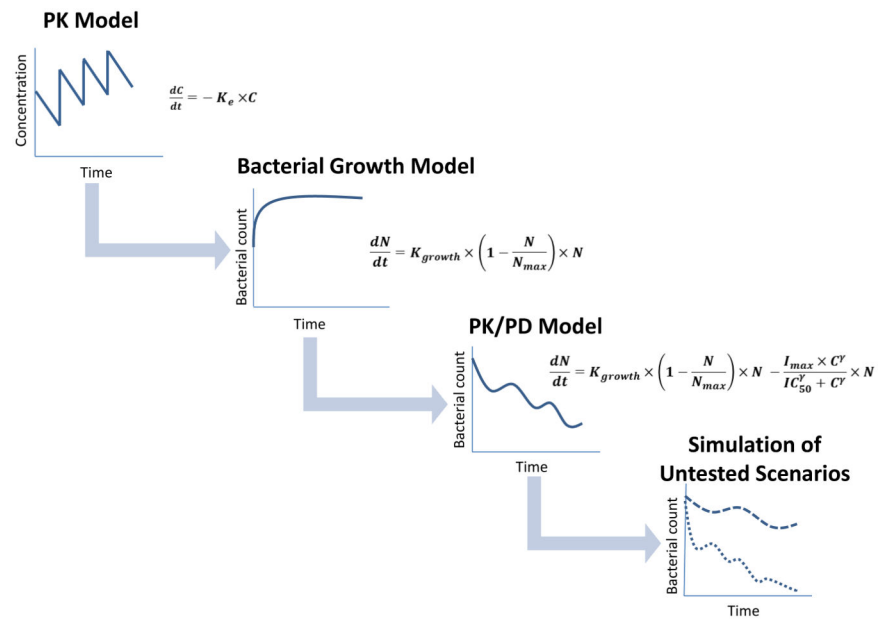 PK Model
Concentration
Time
dC/dt = − K_e × C
Bacterial Growth Model
Bacterial count
Time
dN/dt = K_growth × (1 − N/N_max) × N
PK/PD Model
Bacterial count
Time
dN/dt = K_growth × (1 − N/N_max) × N − (I_max × C^γ)/(IC_50^γ + C^γ) × N
Simulation of
Untested Scenarios
Bacterial count
Time